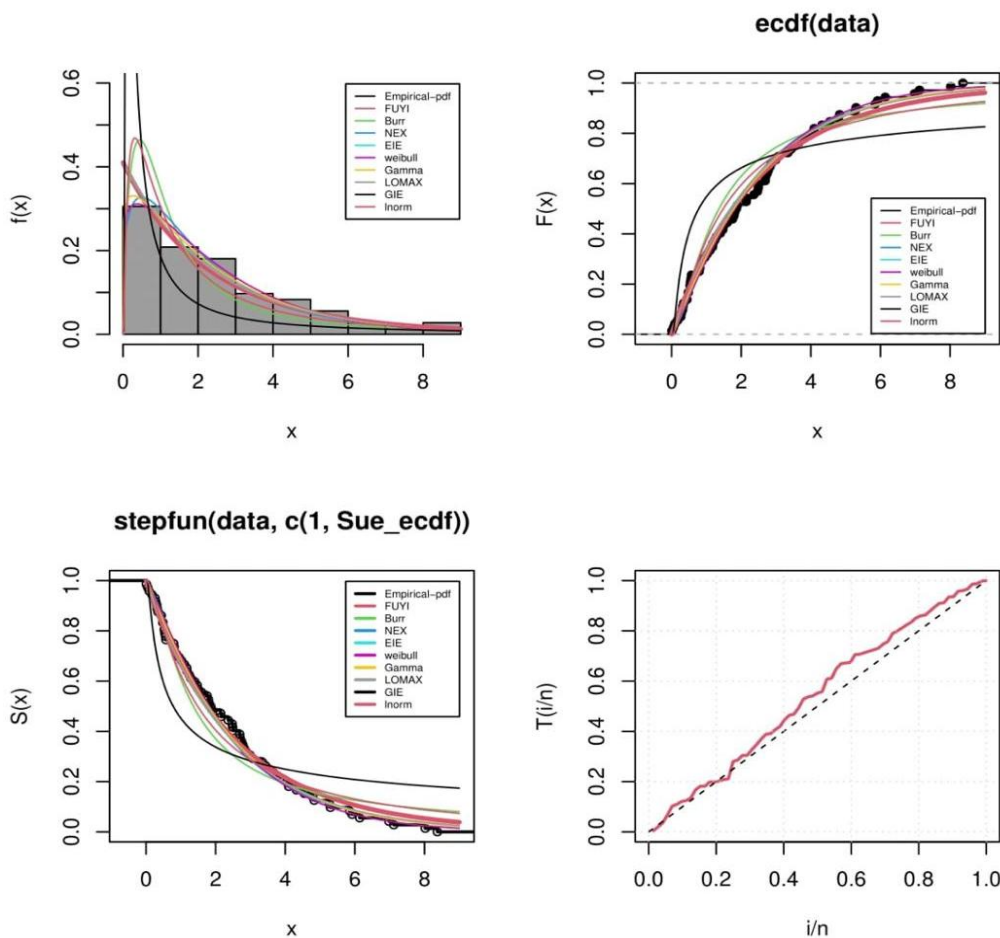 f(x)
0.6
0.4
0.2
0.0
0 2 4 6 8
x
Empirical-pdf
FUYI
Burr
NEX
EIE
weibull
Gamma
LOMAX
GIE
lnorm
ecdf(data)
F(x)
1.0
0.8
0.6
0.4
0.2
0.0
0 2 4 6 8
x
Empirical-pdf
FUYI
Burr
NEX
EIE
weibull
Gamma
LOMAX
GIE
lnorm
stepfun(data, c(1, Sue_ecdf))
S(x)
1.0
0.8
0.6
0.4
0.2
0.0
0 2 4 6 8
x
Empirical-pdf
FUYI
Burr
NEX
EIE
weibull
Gamma
LOMAX
GIE
lnorm
T(i/n)
1.0
0.8
0.6
0.4
0.2
0.0
0.0 0.2 0.4 0.6 0.8 1.0
i/n